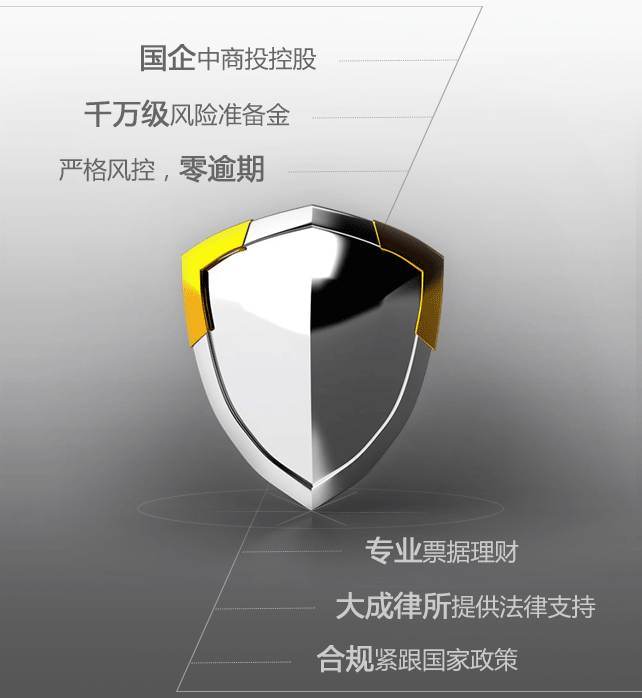 国企中商投控股
千万级风险准备金
严格风控，零逾期
专业票据理财
大成律所提供法律支持
合规紧跟国家政策